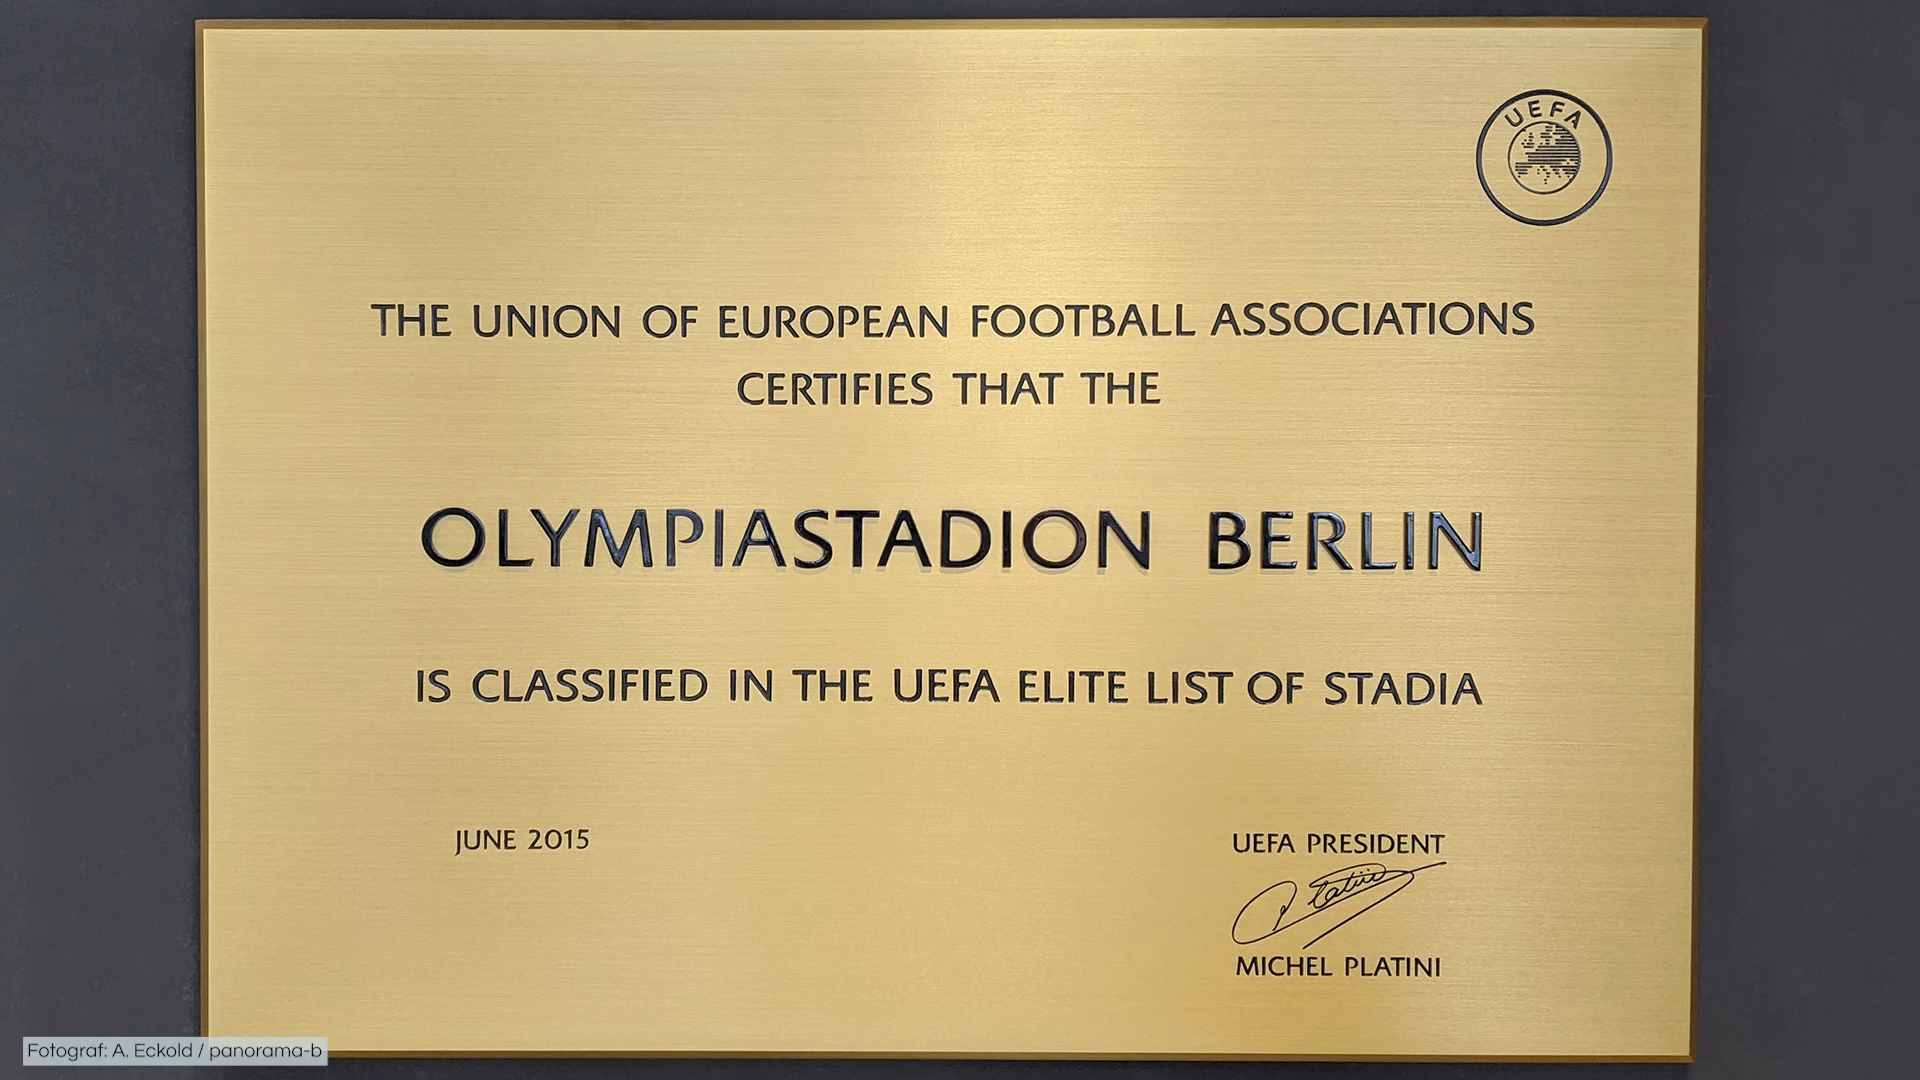 UEFA
THE UNION OF EUROPEAN FOOTBALL ASSOCIATIONS
CERTIFIES THAT THE
OLYMPIASTADION BERLIN
IS CLASSIFIED IN THE UEFA ELITE LIST OF STADIA
JUNE 2015
UEFA PRESIDENT
P. Platini
MICHEL PLATINI
Fotograf: A. Eckold / panorama-b